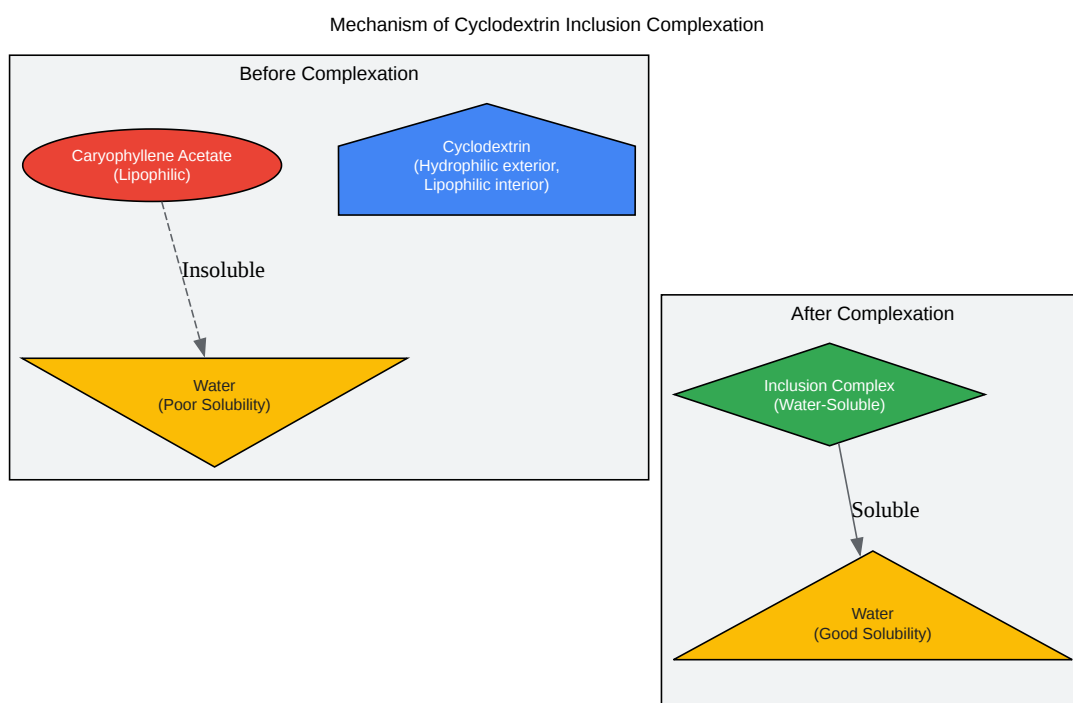 Mechanism of Cyclodextrin Inclusion Complexation
Before Complexation
Caryophyllene Acetate
(Lipophilic)
Cyclodextrin
(Hydrophilic exterior,
Lipophilic interior)
Insoluble
Water
(Poor Solubility)
After Complexation
Inclusion Complex
(Water-Soluble)
Soluble
Water
(Good Solubility)